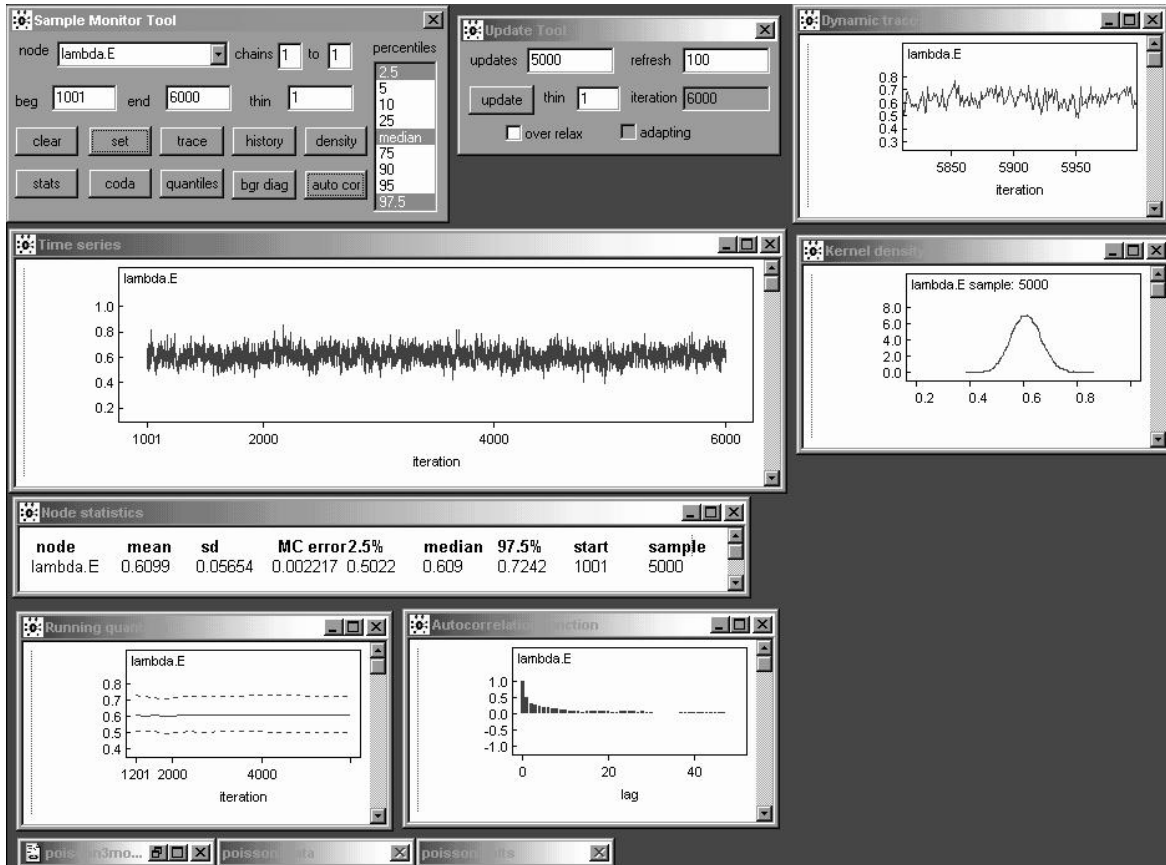 Sample Monitor Tool
node lambda.E chains 1 to 1 percentiles
2.5
5
10
25
median
75
90
95
97.5
beg 1001 end 6000 thin 1
clear set trace history density
stats coda quantiles bgr diag auto cor
Update Tool
updates 5000 refresh 100
update thin 1 iteration 6000
over relax adapting
Dynamic trace
lambda.E
0.8
0.7
0.6
0.5
0.4
0.3
5850 5900 5950
iteration
Time series
lambda.E
1.0
0.8
0.6
0.4
0.2
1001 2000 4000 6000
iteration
Kernel density
lambda.E sample: 5000
8.0
6.0
4.0
2.0
0.0
0.2 0.4 0.6 0.8
Node statistics
node mean sd MC error 2.5% median 97.5% start sample
lambda.E 0.6099 0.05654 0.002217 0.5022 0.609 0.7242 1001 5000
Running
lambda.E
0.8
0.7
0.6
0.5
0.4
1201 2000 4000
iteration
Autocorrelation function
lambda.E
1.0
0.5
0.0
-0.5
-1.0
0 20 40
lag